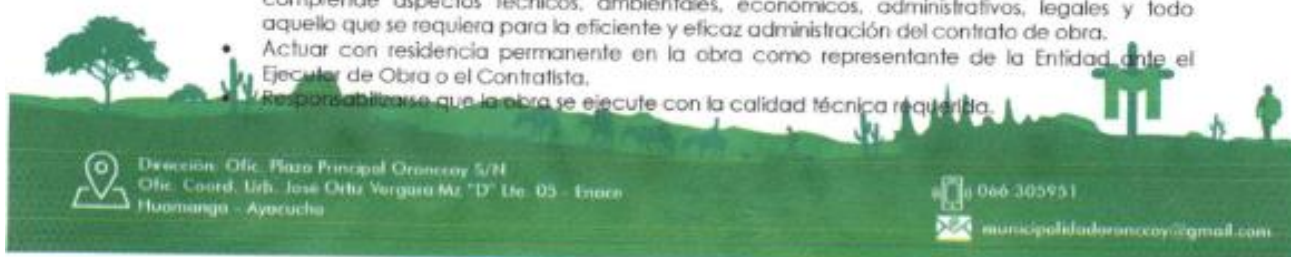 comprende aspectos técnicos, ambientales, económicos, administrativos, legales y todo
aquello que se requiera para la eficiente y eficaz administración del contrato de obra.
• Actuar con residencia permanente en la obra como representante de la Entidad ante el
Ejecutor de Obra o el Contratista.
• Responsabilizarse que la obra se ejecute con la calidad técnica requerida.
Dirección: Ofic. Plaza Principal Oronccoy S/N
Ofic. Coord. Urb. José Ortiz Vergara Mz "D" Lte. 05 - Enace
Huamanga - Ayacucho
066 305951
municipalidadoronccoy@gmail.com